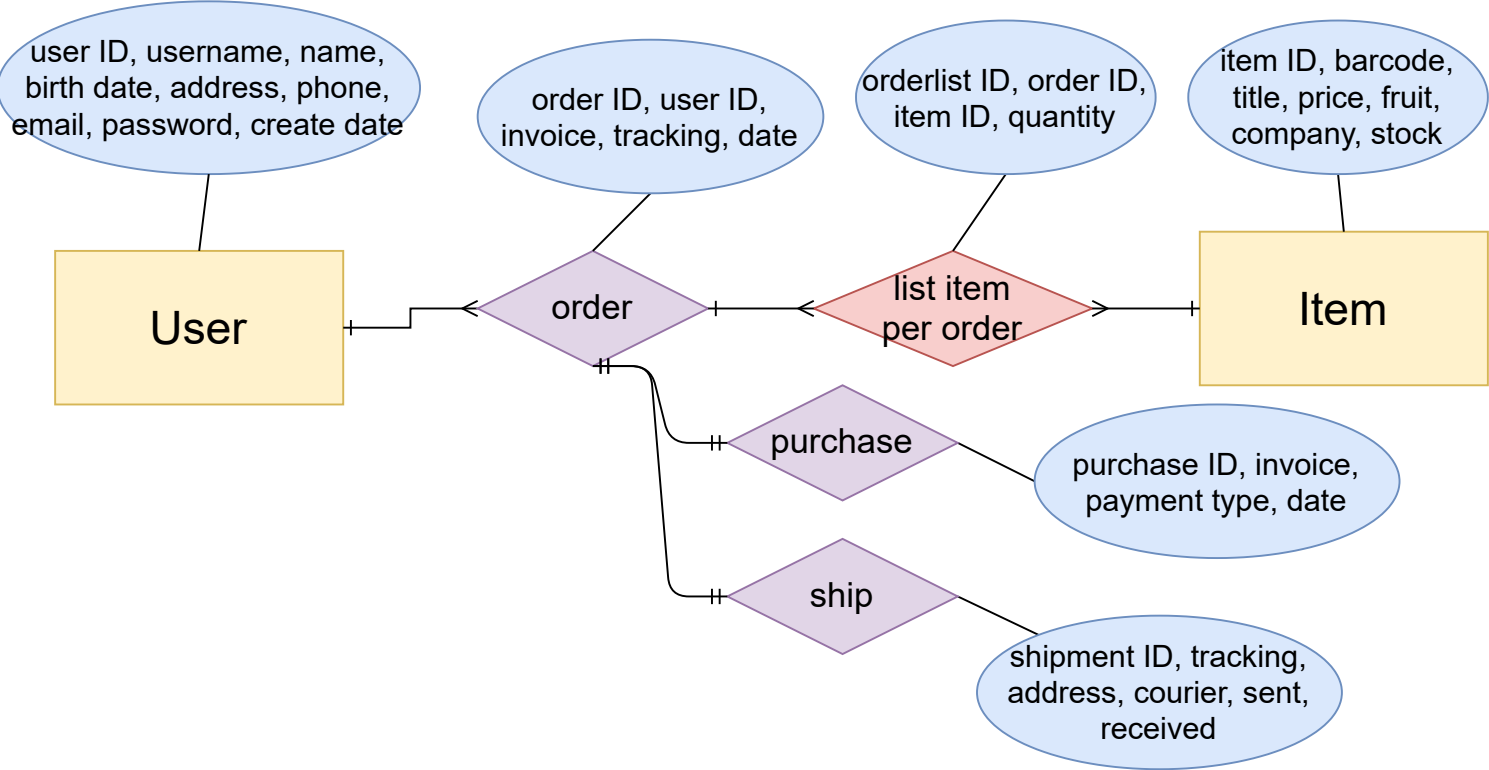 user ID, username, name,
birth date, address, phone,
email, password, create date
order ID, user ID,
invoice, tracking, date
orderlist ID, order ID,
item ID, quantity
item ID, barcode,
title, price, fruit,
company, stock
User
order
list item
per order
Item
purchase
purchase ID, invoice,
payment type, date
ship
shipment ID, tracking,
address, courier, sent,
received